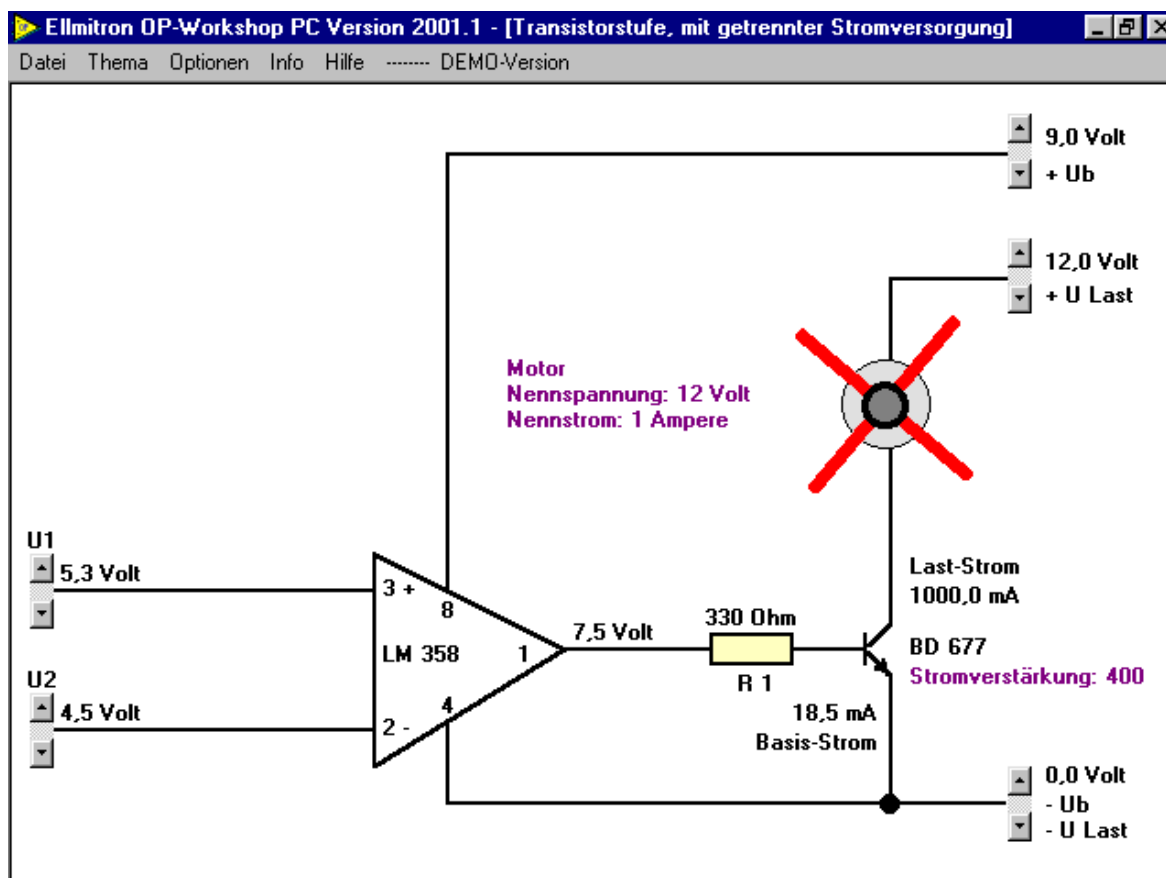 Ellmitron OP-Workshop PC Version 2001.1 - [Transistorstufe, mit getrennter Stromversorgung]
Datei Thema Optionen Info Hilfe -------- DEMO-Version
9,0 Volt
+ Ub
12,0 Volt
+ U Last
Motor
Nennspannung: 12 Volt
Nennstrom: 1 Ampere
U1
5,3 Volt
U2
4,5 Volt
3 +
8
LM 358
1
4
2 -
7,5 Volt
330 Ohm
R 1
18,5 mA
Basis-Strom
Last-Strom
1000,0 mA
BD 677
Stromverstärkung: 400
0,0 Volt
- Ub
- U Last